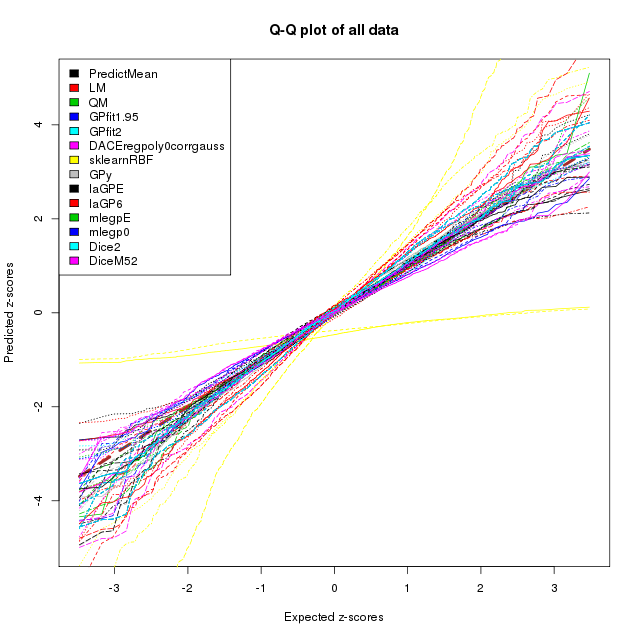 Q-Q plot of all data
PredictMean
LM
QM
GPfit1.95
GPfit2
DACEregpoly0corrgauss
sklearnRBF
GPy
laGPE
laGP6
mlegpE
mlegp0
Dice2
DiceM52
Predicted z-scores
4
2
0
-2
-4
-3 -2 -1 0 1 2 3
Expected z-scores